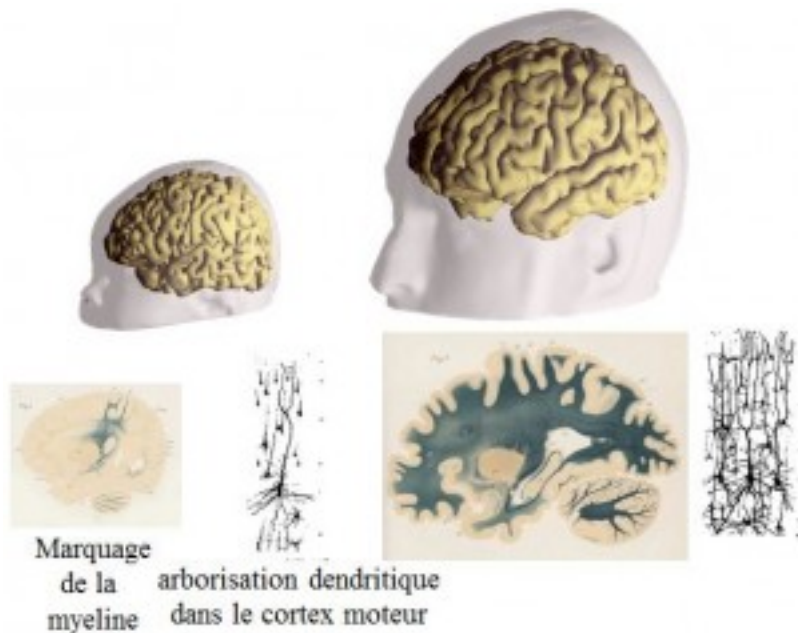 Marquage
de la
myeline
arborisation dendritique
dans le cortex moteur